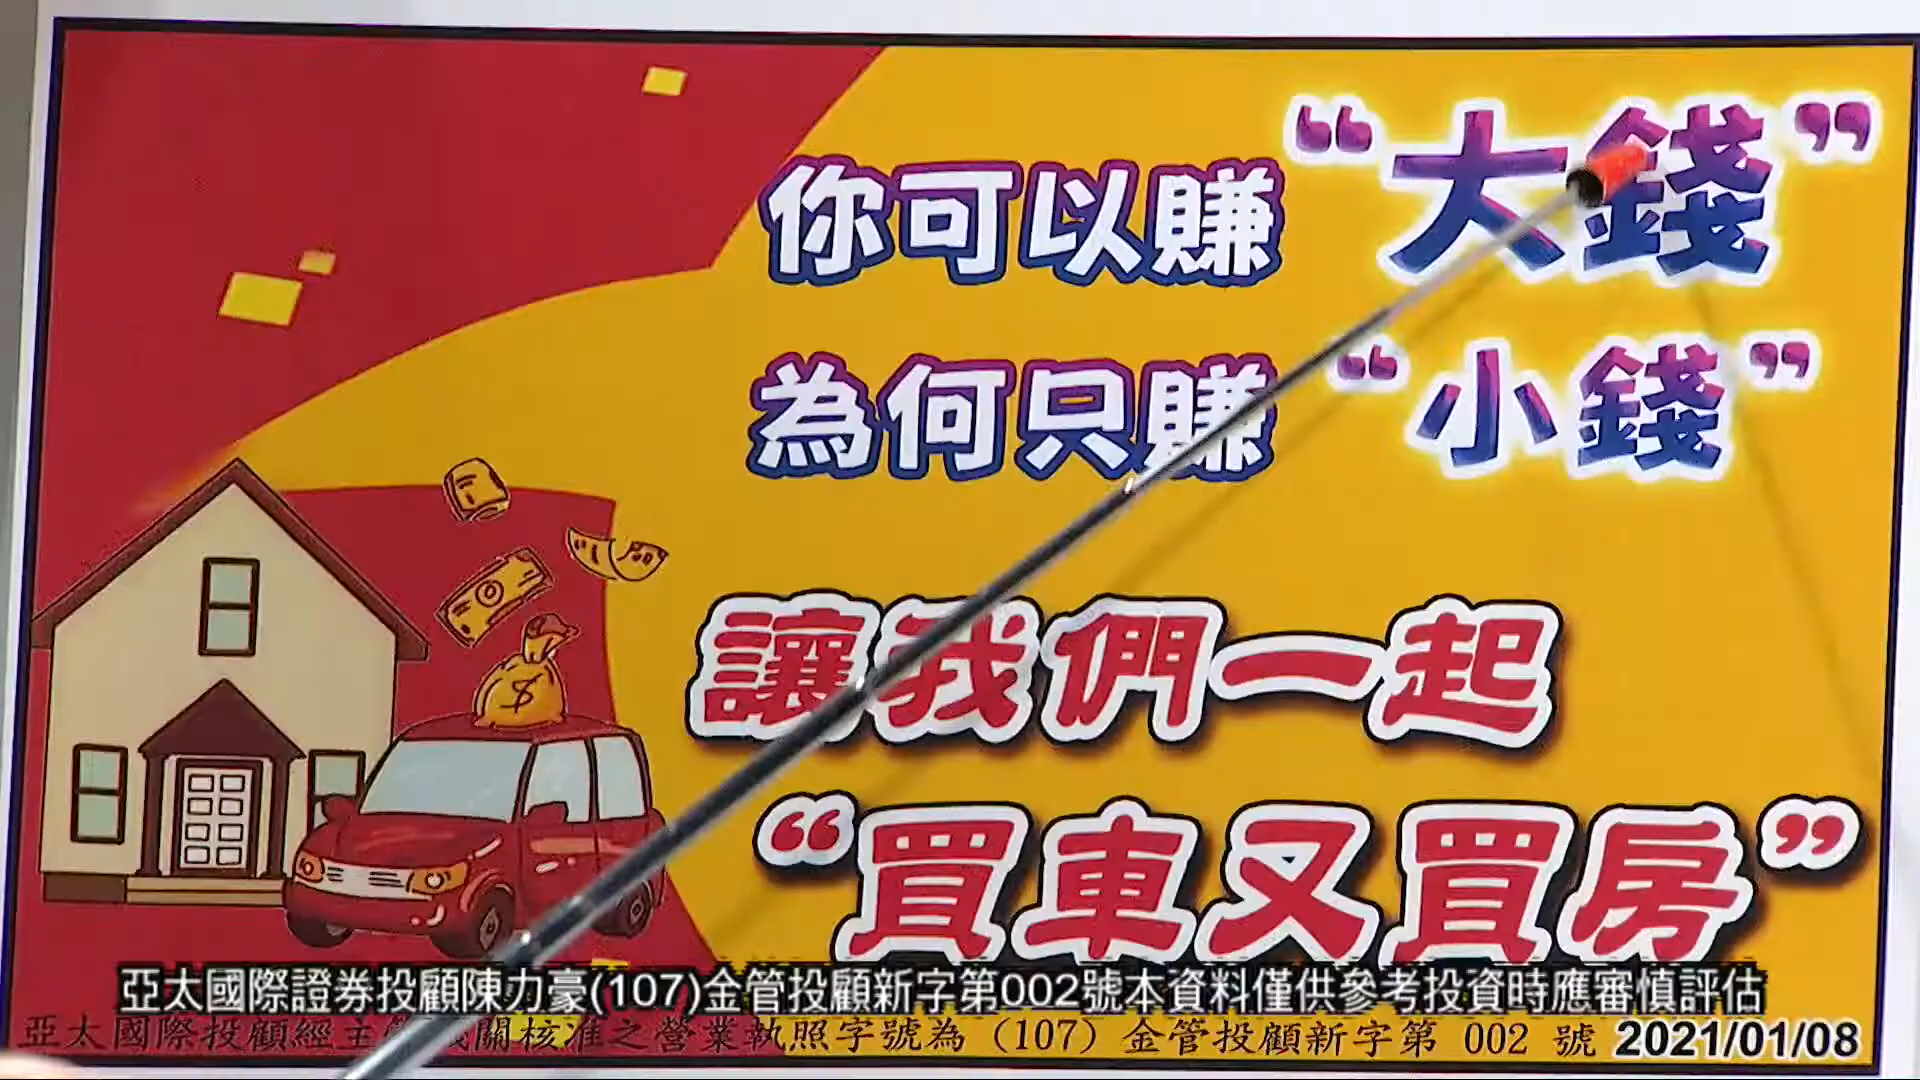 你可以賺“大錢”
為何只賺“小錢”
讓我們一起
“買車又買房”
亞太國際證券投顧陳力豪(107)金管投顧新字第002號本資料僅供參考投資時應審慎評估
亞太國際投顧經主管機關核准之營業執照字號為 (107) 金管投顧新字第 002 號
2021/01/08